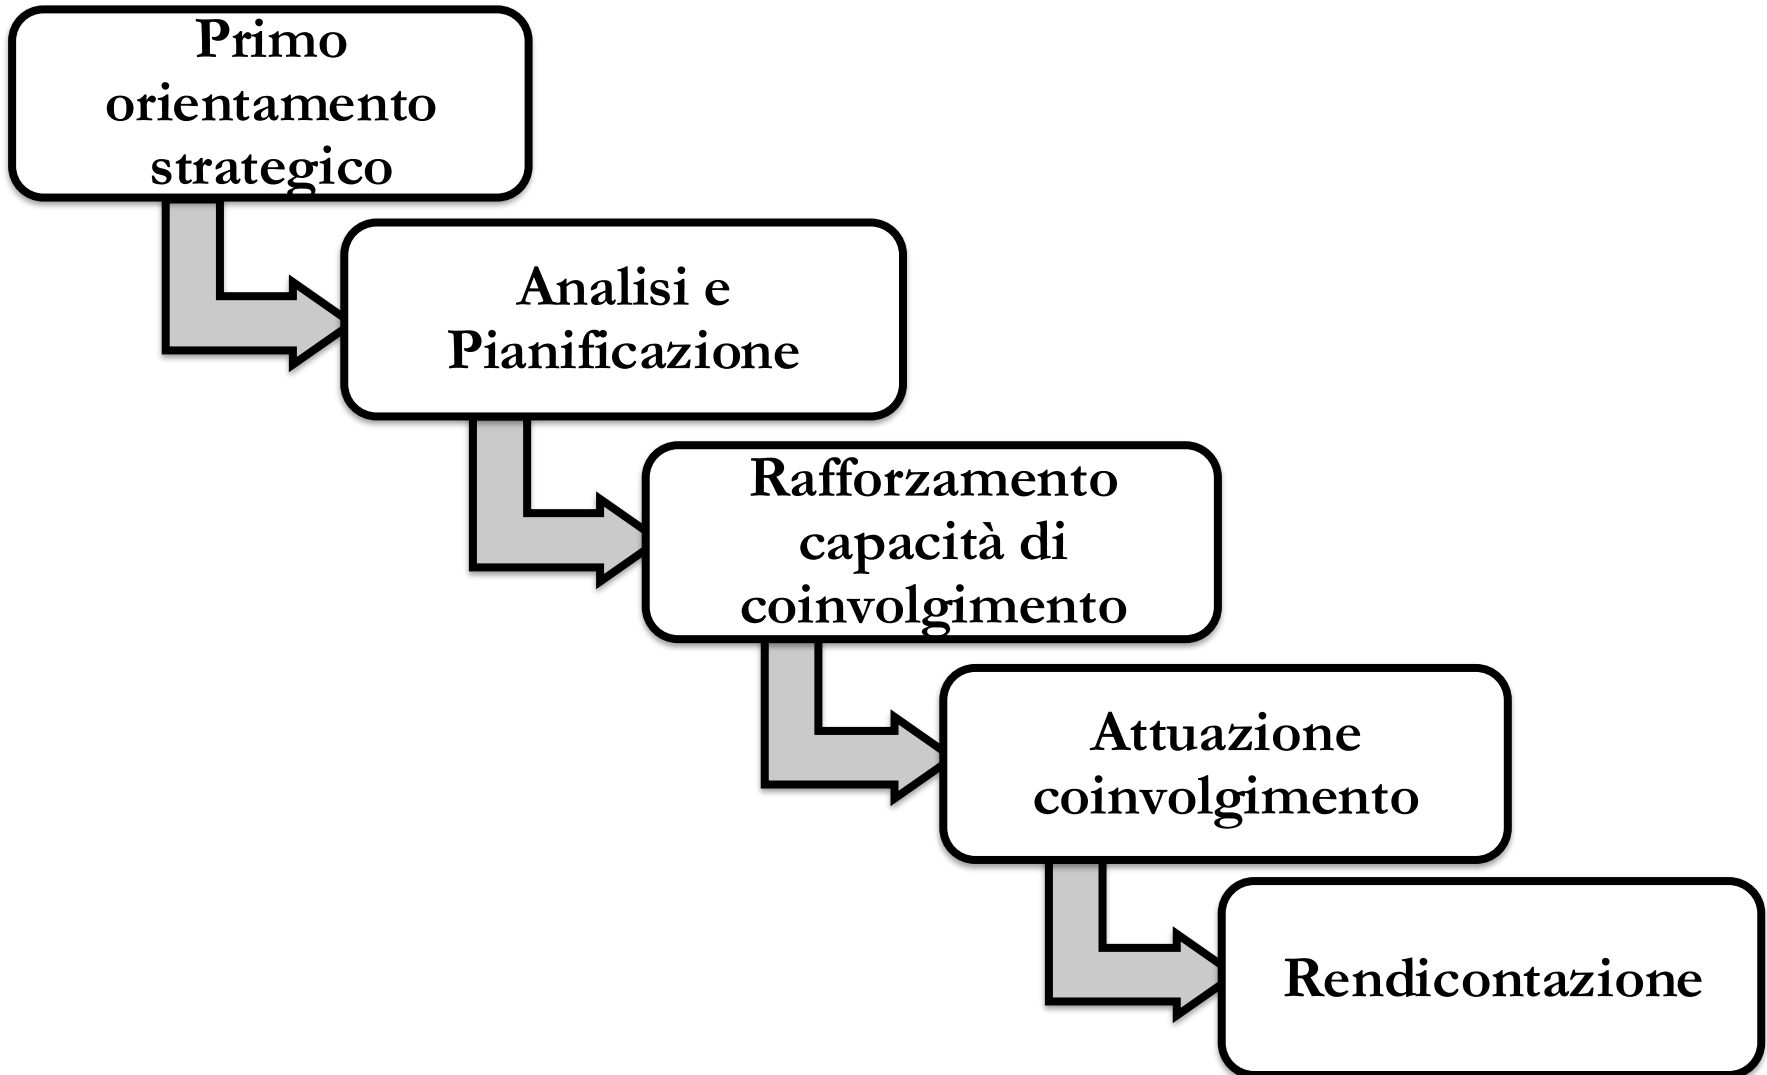 Primo
orientamento
strategico
Analisi e
Pianificazione
Rafforzamento
capacità di
coinvolgimento
Attuazione
coinvolgimento
Rendicontazione